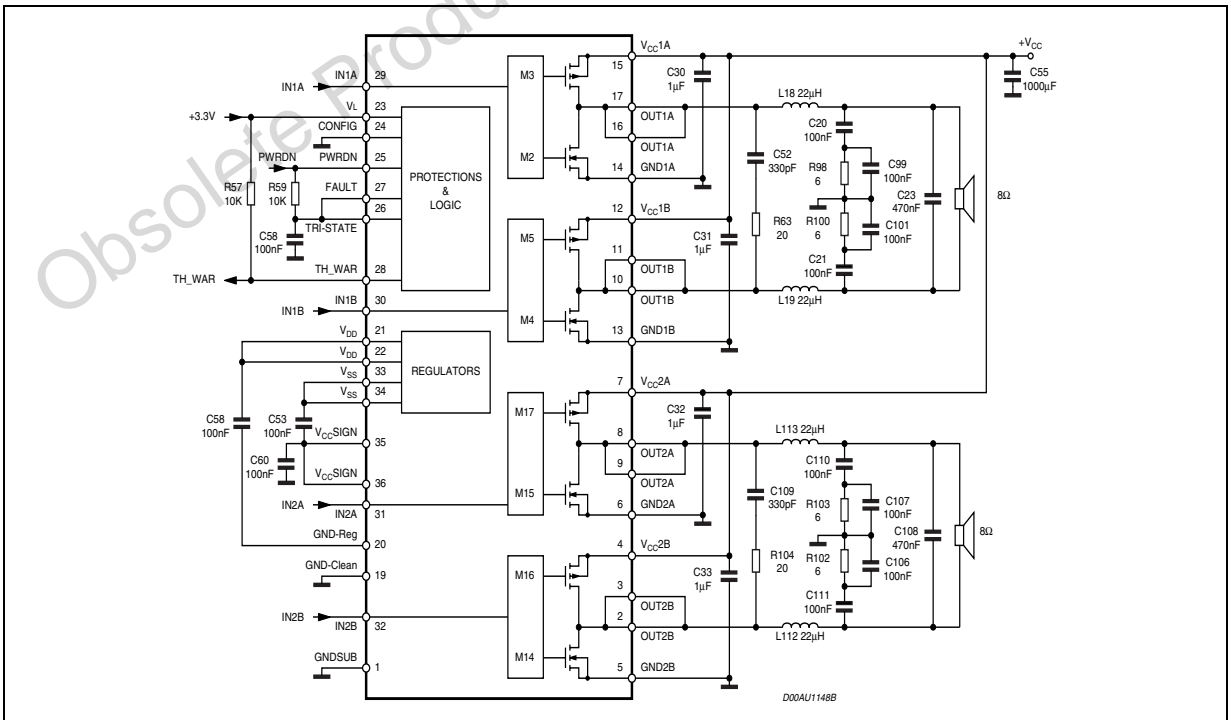 Obsolete Produ
IN1A
IN1A
29
+3.3V
VL
23
CONFIG
24
PWRDN
PWRDN
25
R57
10K
R59
10K
FAULT
27
26
TRI-STATE
C58
100nF
TH_WAR
TH_WAR
28
PROTECTIONS
&
LOGIC
IN1B
IN1B
30
VDD
21
VDD
22
VSS
33
VSS
34
REGULATORS
C58
100nF
C53
100nF
VCCSIGN
35
C60
100nF
VCCSIGN
36
IN2A
IN2A
31
GND-Reg
20
GND-Clean
19
IN2B
IN2B
32
GNDSUB
1
M3
M2
M5
M4
M17
M15
M16
M14
VCC1A
15
17
OUT1A
16
OUT1A
14
GND1A
12
VCC1B
11
OUT1B
10
OUT1B
13
GND1B
7
VCC2A
8
OUT2A
9
OUT2A
6
GND2A
4
VCC2B
3
OUT2B
2
OUT2B
5
GND2B
C30
1µF
C31
1µF
C32
1µF
C33
1µF
+VCC
C55
1000µF
L18 22µH
C20
100nF
C52
330pF
R98
6
C99
100nF
C23
470nF
8Ω
R63
20
R100
6
C101
100nF
C21
100nF
L19 22µH
L113 22µH
C110
100nF
C109
330pF
R103
6
C107
100nF
C108
470nF
8Ω
R104
20
R102
6
C106
100nF
C111
100nF
L112 22µH
D00AU1148B